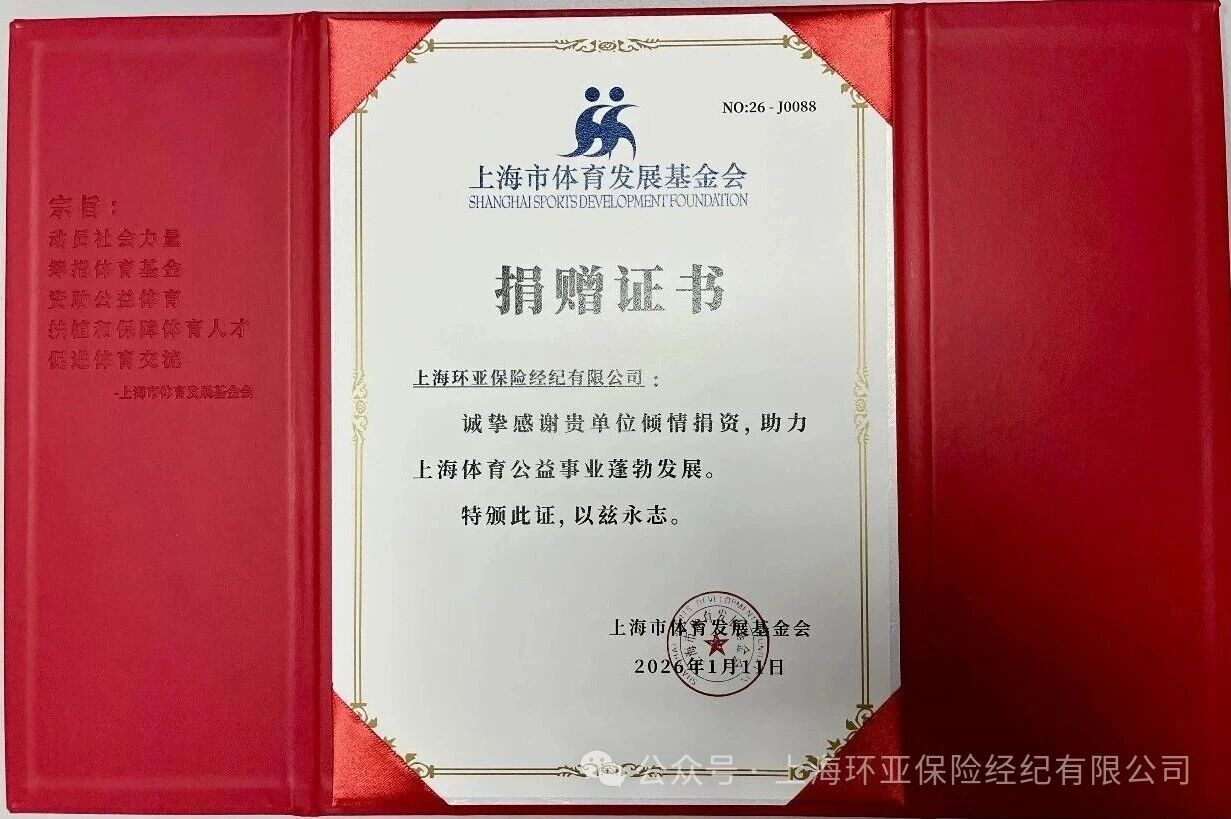 宗旨：
动员社会力量
筹措体育基金
资助公益体育
扶植和保障体育人才
促进体育交流
-上海市体育发展基金会
NO:26 - J0088
上海市体育发展基金会
SHANGHAI SPORTS DEVELOPMENT FOUNDATION
捐赠证书
上海环亚保险经纪有限公司：
诚挚感谢贵单位倾情捐资，助力
上海体育公益事业蓬勃发展。
特颁此证，以兹永志。
上海市体育发展基金会
2026年1月11日
公众号 · 上海环亚保险经纪有限公司